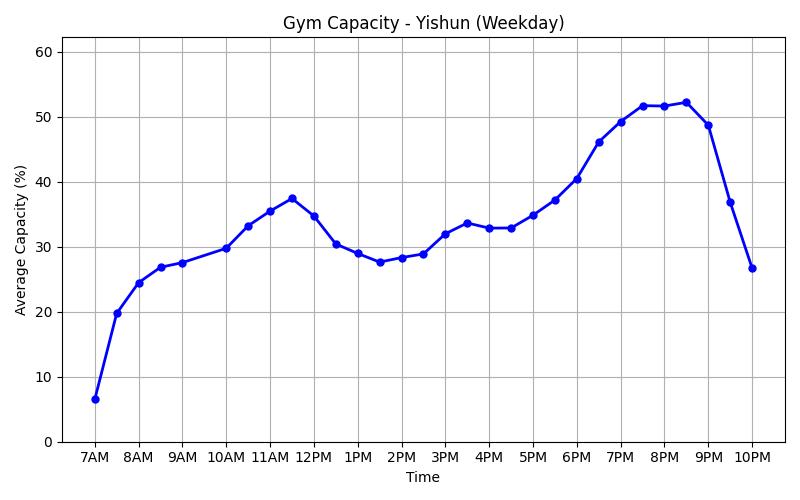 Gym Capacity - Yishun (Weekday)
60
50
40
30
20
10
0
Average Capacity (%)
7AM 8AM 9AM 10AM 11AM 12PM 1PM 2PM 3PM 4PM 5PM 6PM 7PM 8PM 9PM 10PM
Time